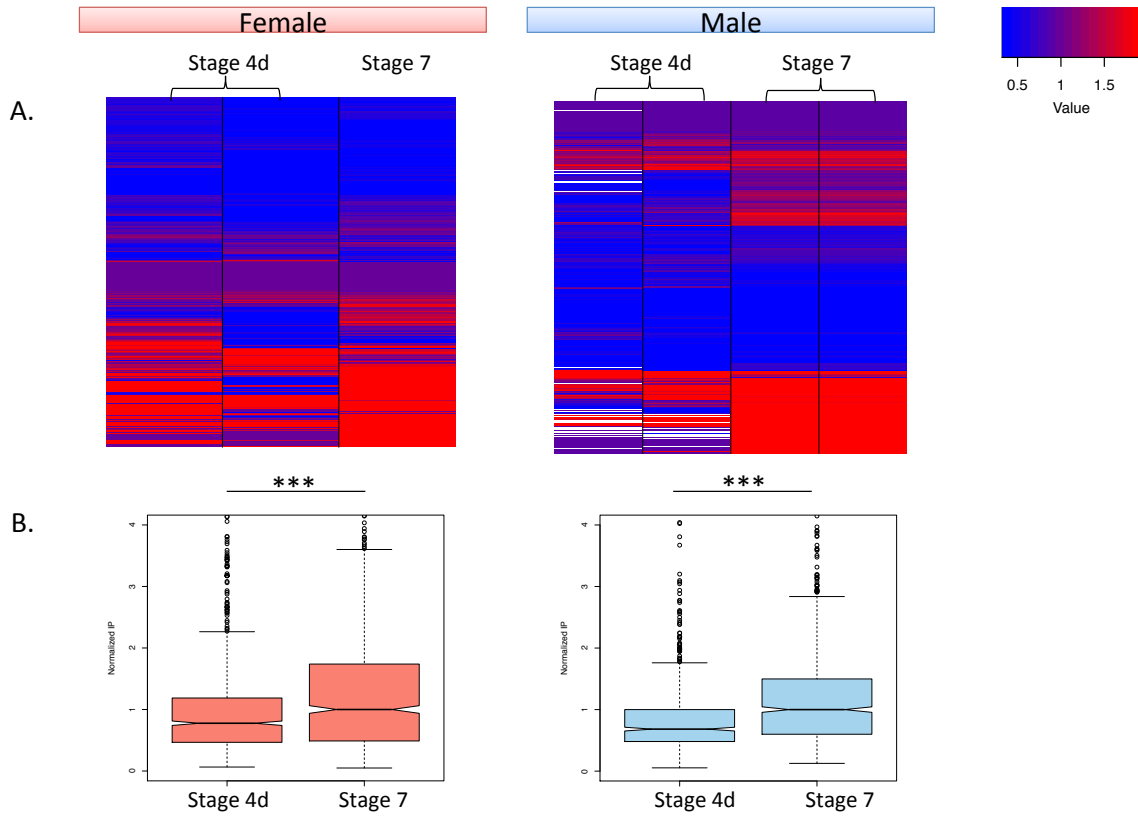 Female
Male
Stage 4d
Stage 7
Stage 4d
Stage 7
0.5
1
1.5
Value
A.
B.
***
***
Normalized IP
4
3
2
1
0
Stage 4d
Stage 7
Normalized IP
4
3
2
1
0
Stage 4d
Stage 7